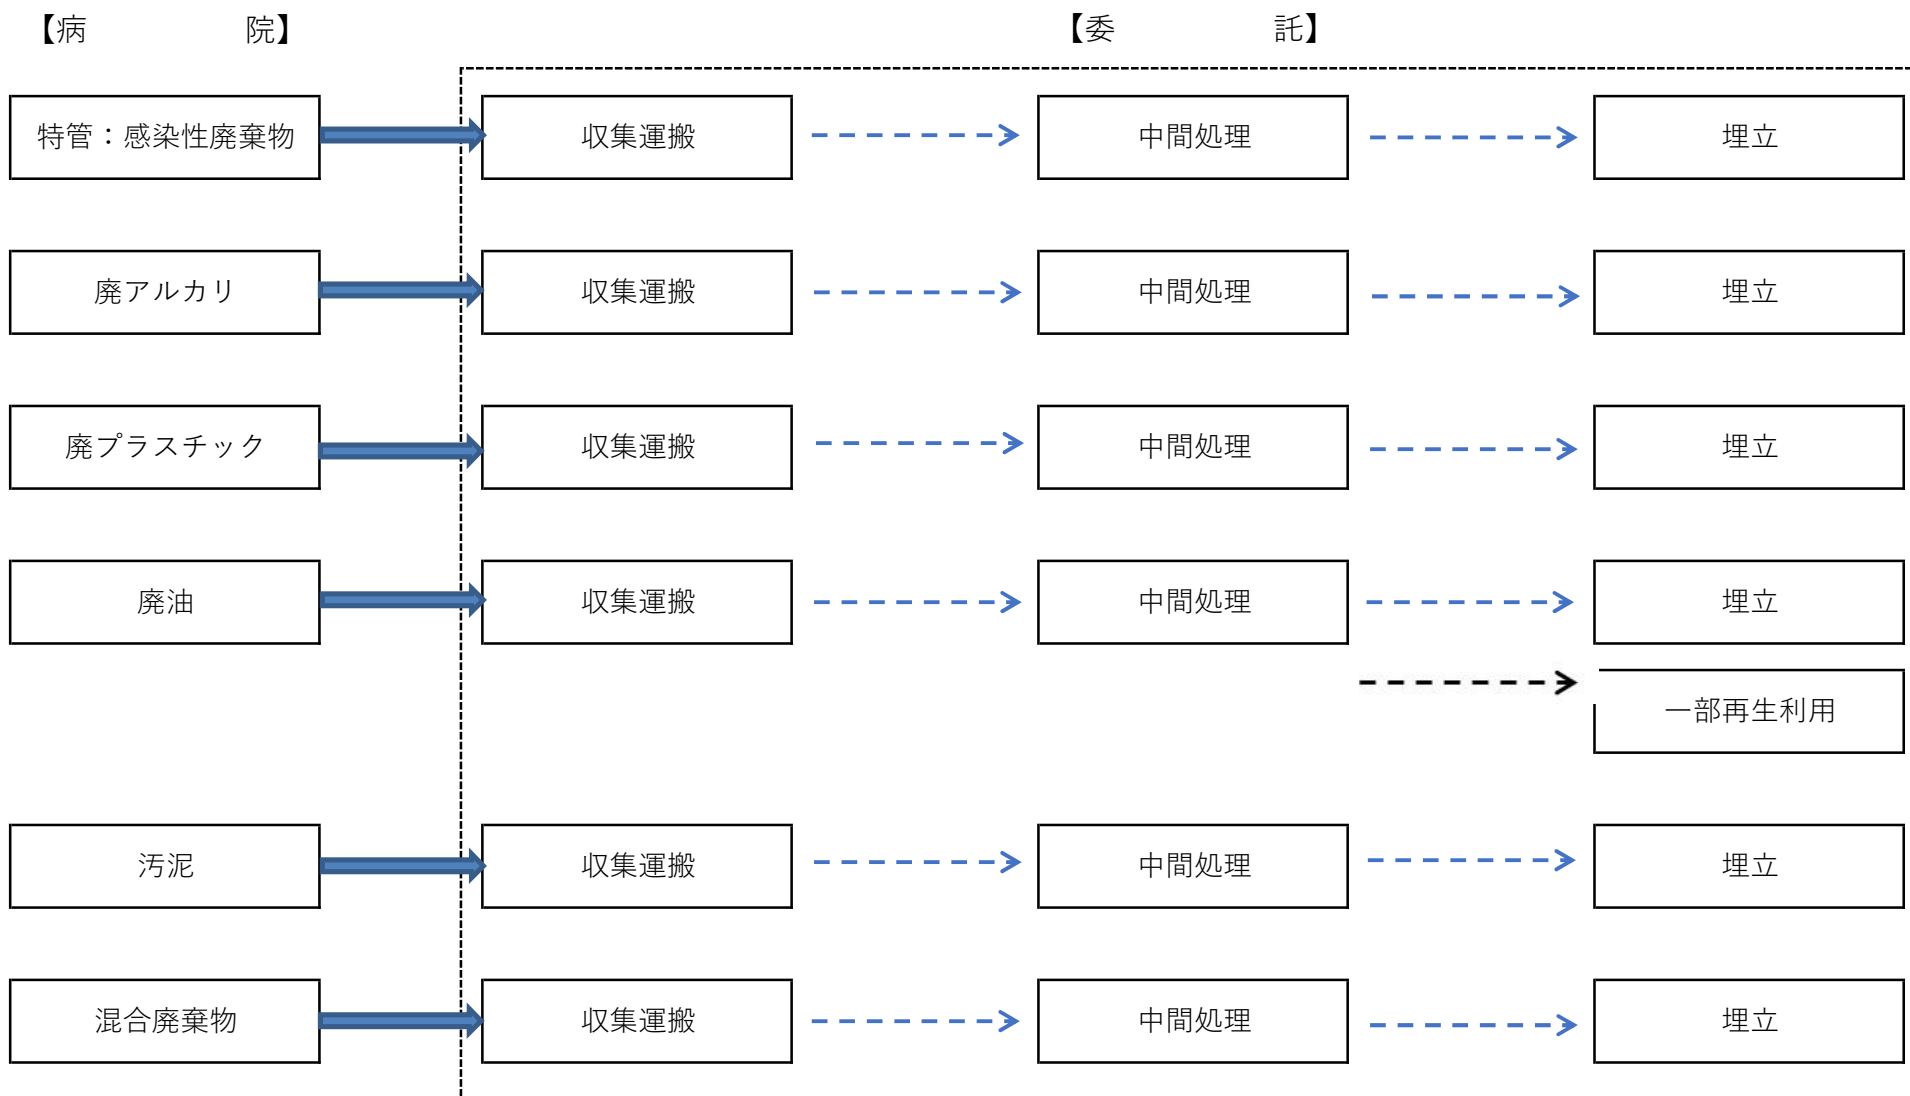 【病 院】 【委 託】
特管：感染性廃棄物 収集運搬 中間処理 埋立
廃アルカリ 収集運搬 中間処理 埋立
廃プラスチック 収集運搬 中間処理 埋立
廃油 収集運搬 中間処理 埋立
一部再生利用
汚泥 収集運搬 中間処理 埋立
混合廃棄物 収集運搬 中間処理 埋立